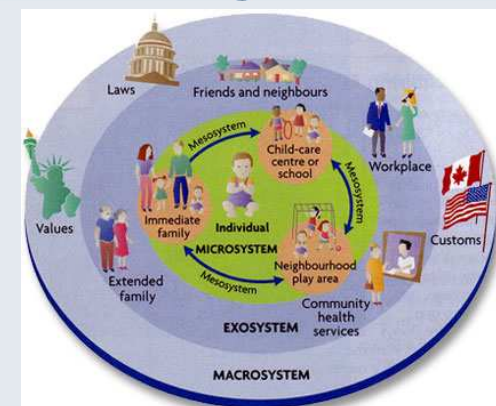 Laws
Friends and neighbours
Mesosystem
Child-care
centre or
school
Workplace
Mesosystem
Values
Immediate
family
Individual
MICROSYSTEM
Customs
Neighbourhood
play area
Mesosystem
Extended
family
Community
health
services
EXOSYSTEM
MACROSYSTEM